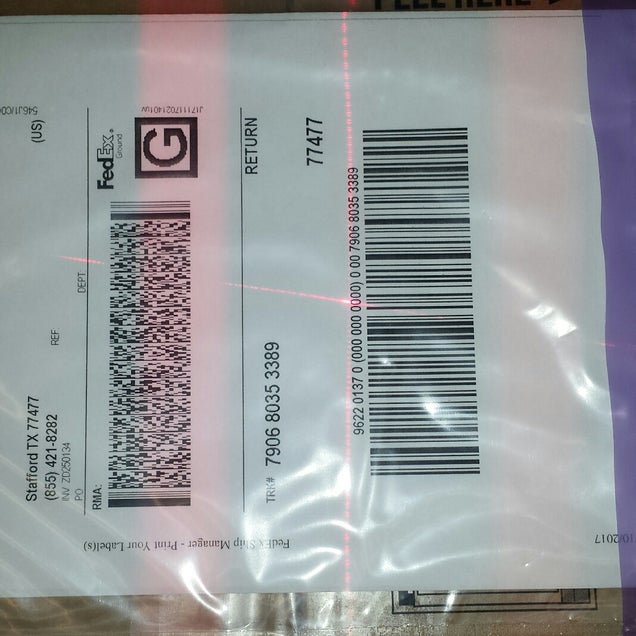 Stafford TX 77477
(US)
(855) 421-8282
INV ZD250134
REF
PO
DEPT
RMA:
FedEx®
Ground
G
J171117021401uv
TRK# 7906 8035 3389
RETURN
77477
9622 0137 0 (000 000 0000) 0 00 7906 8035 3389
FedEx Ship Manager - Print Your Label(s)